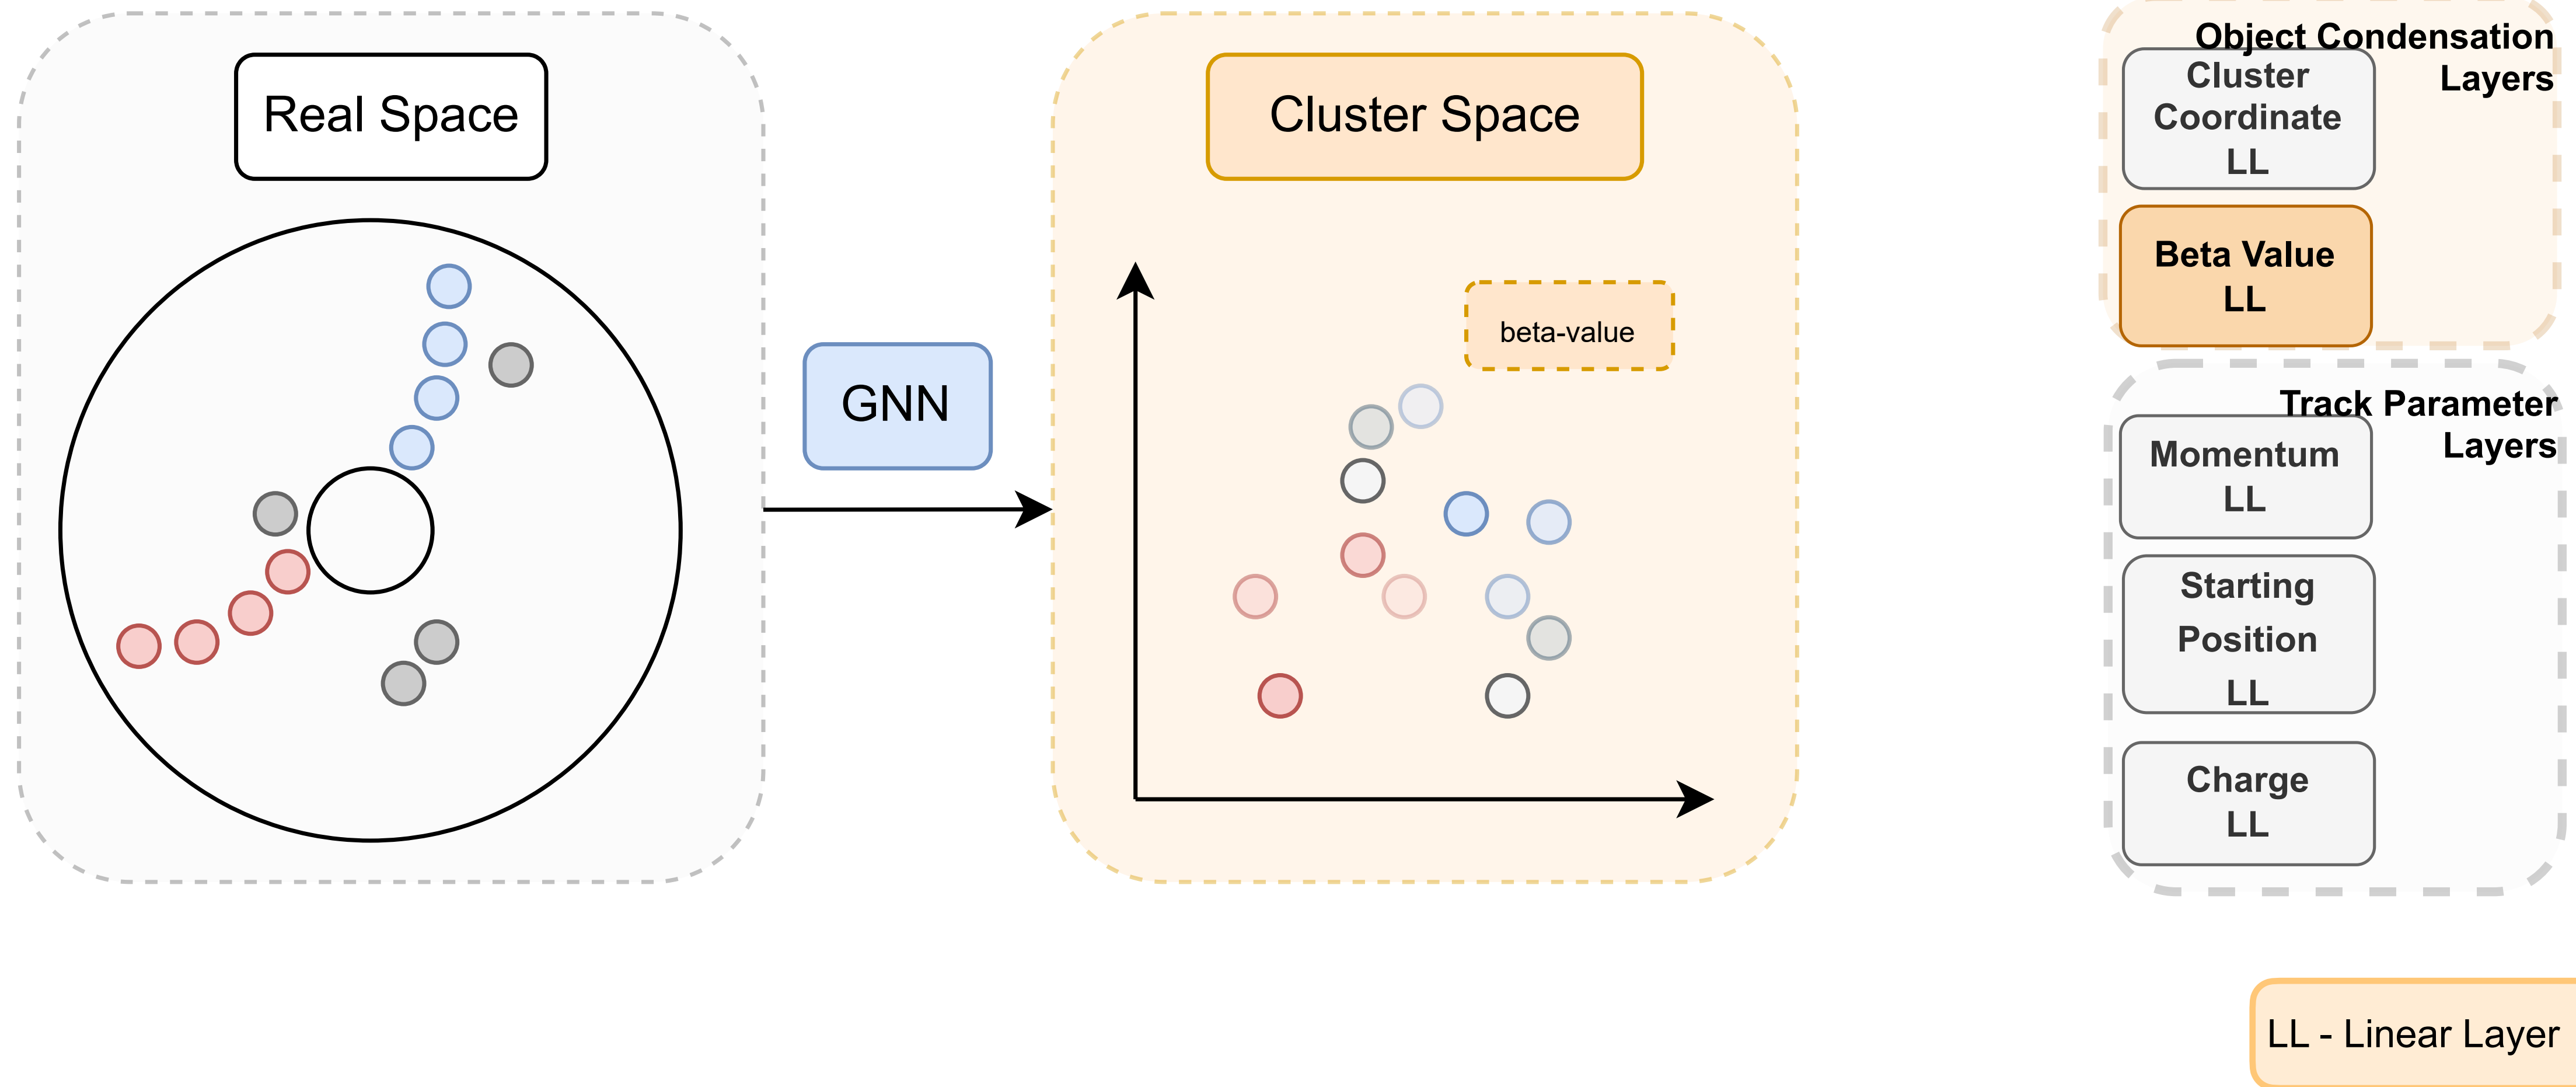 Real Space
GNN
Cluster Space
beta-value
Object Condensation
Layers
Cluster
Coordinate
LL
Beta Value
LL
Track Parameter
Layers
Momentum
LL
Starting
Position
LL
Charge
LL
LL - Linear Layer